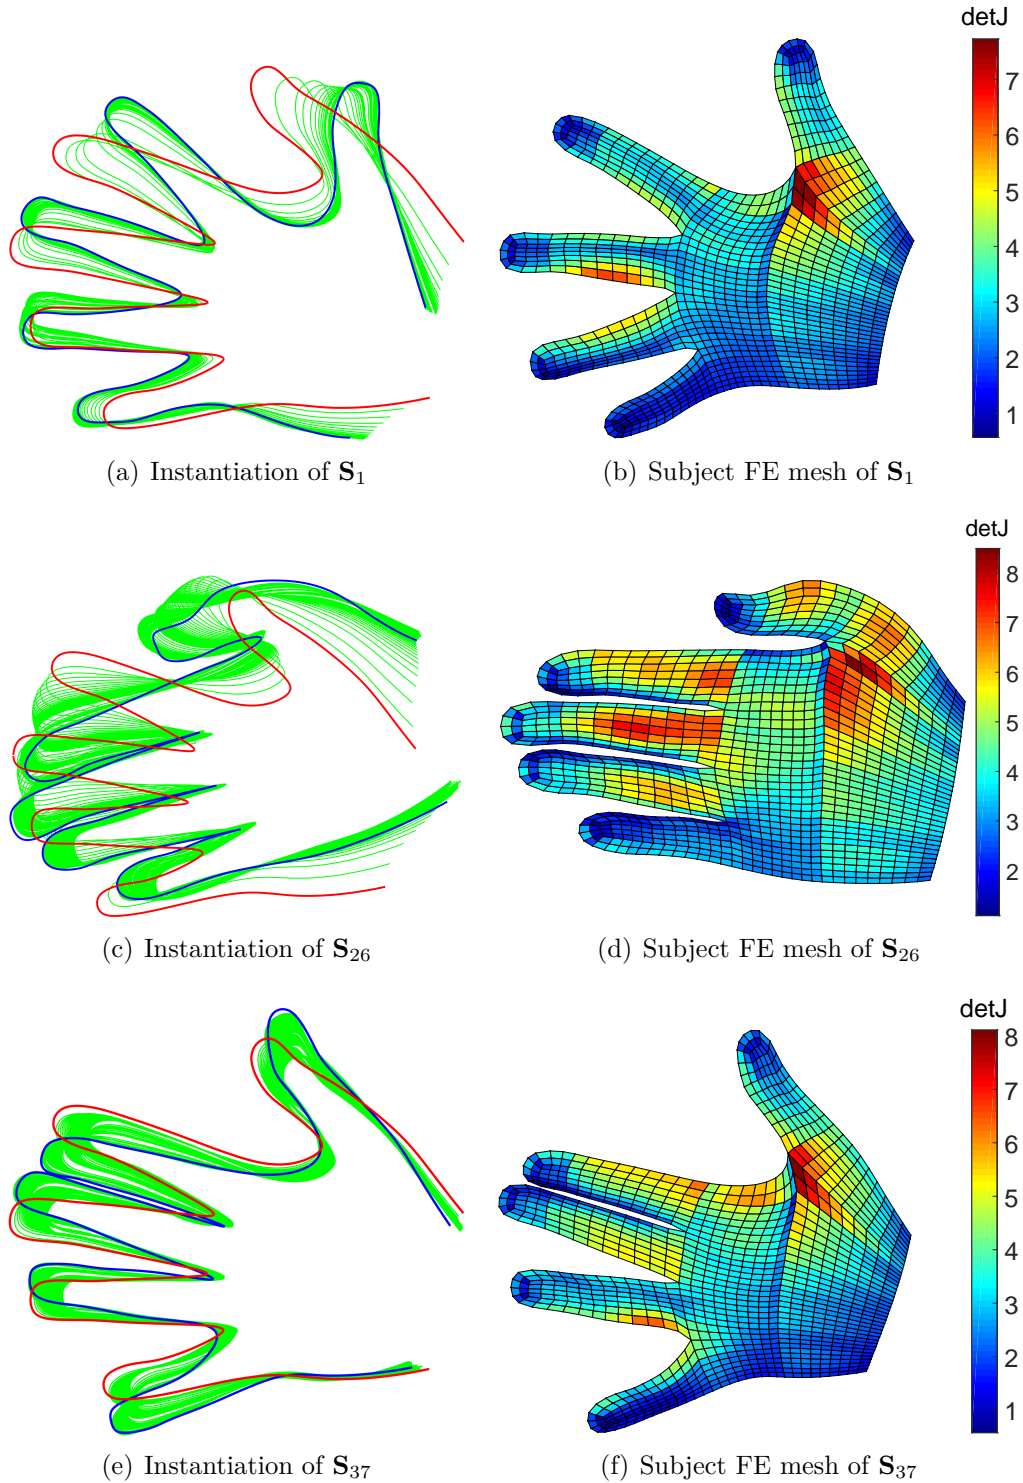 detJ
7
6
5
4
3
2
1
(a) Instantiation of S1
(b) Subject FE mesh of S1
detJ
8
7
6
5
4
3
2
(c) Instantiation of S26
(d) Subject FE mesh of S26
detJ
8
7
6
5
4
3
2
1
(e) Instantiation of S37
(f) Subject FE mesh of S37